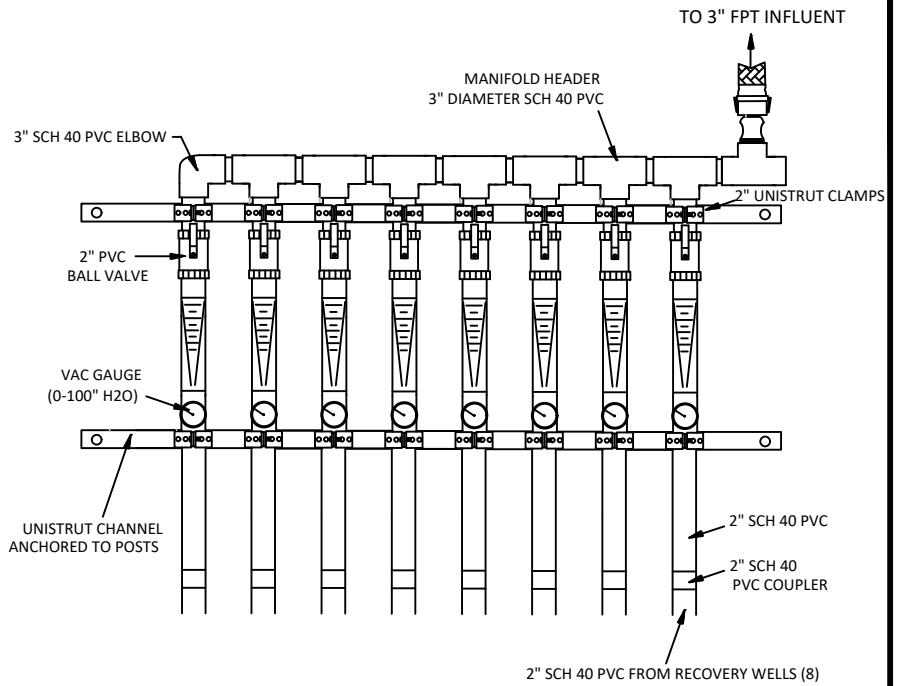 TO 3" FPT INFLUENT
MANIFOLD HEADER
3" DIAMETER SCH 40 PVC
3" SCH 40 PVC ELBOW
2" UNISTRUT CLAMPS
2" PVC
BALL VALVE
VAC GAUGE
(0-100" H2O)
UNISTRUT CHANNEL
ANCHORED TO POSTS
2" SCH 40 PVC
2" SCH 40
PVC COUPLER
2" SCH 40 PVC FROM RECOVERY WELLS (8)